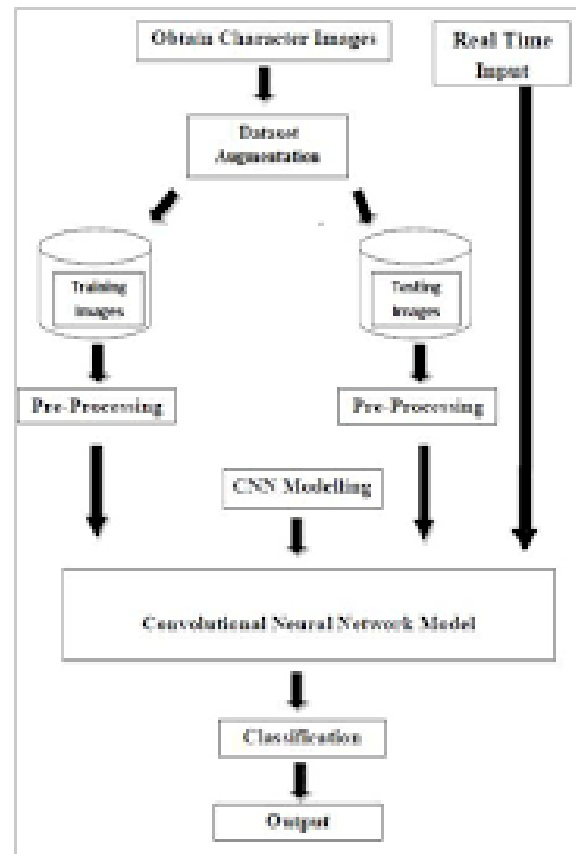 Obtain Character Images
Real Time
Input
Dataset
Augmentation
Training
Images
Testing
Images
Pre-Processing
Pre-Processing
CNN Modelling
Convolutional Neural Network Model
Classification
Output